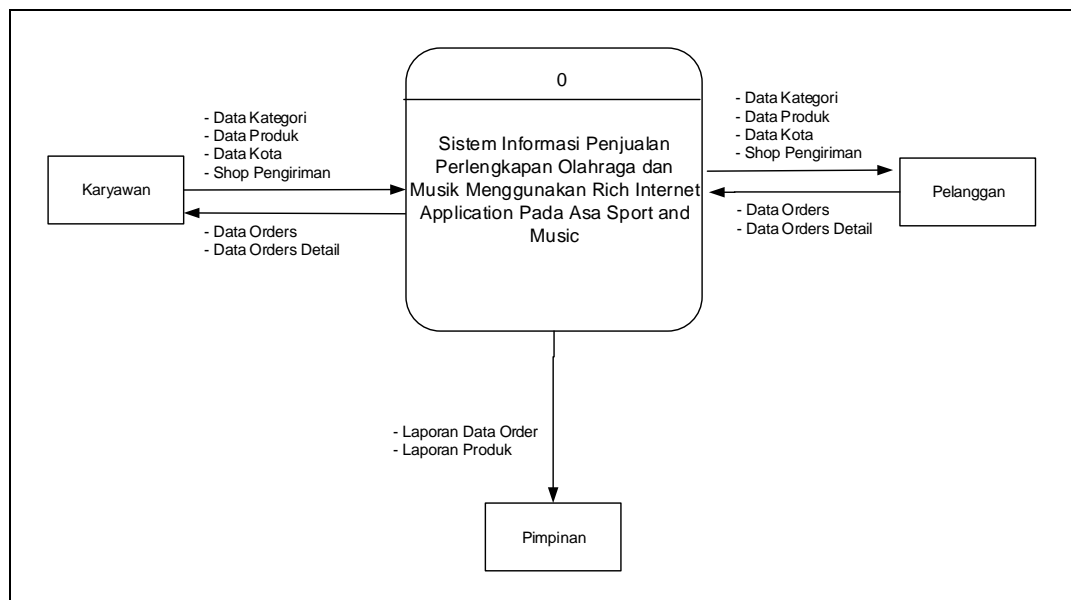 0
Sistem Informasi Penjualan
Perlengkapan Olahraga dan
Musik Menggunakan Rich Internet
Application Pada Asa Sport and
Music
- Data Kategori
- Data Produk
- Data Kota
- Shop Pengiriman
Karyawan
- Data Orders
- Data Orders Detail
- Data Kategori
- Data Produk
- Data Kota
- Shop Pengiriman
Pelanggan
- Data Orders
- Data Orders Detail
- Laporan Data Order
- Laporan Produk
Pimpinan